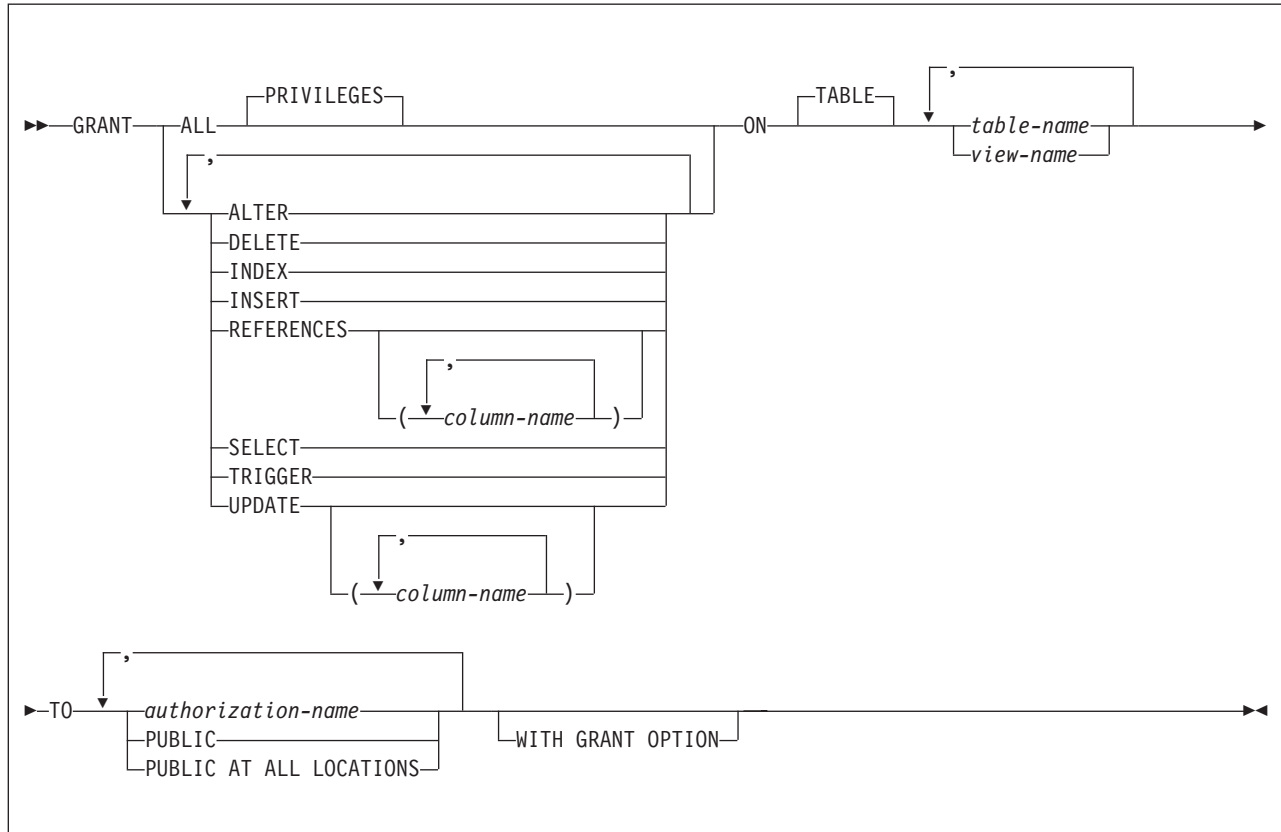 PRIVILEGES
TABLE
,
GRANT ALL ON table-name
view-name
,
ALTER
DELETE
INDEX
INSERT
REFERENCES
,
( column-name )
SELECT
TRIGGER
UPDATE
,
( column-name )
,
TO authorization-name
PUBLIC
PUBLIC AT ALL LOCATIONS
WITH GRANT OPTION